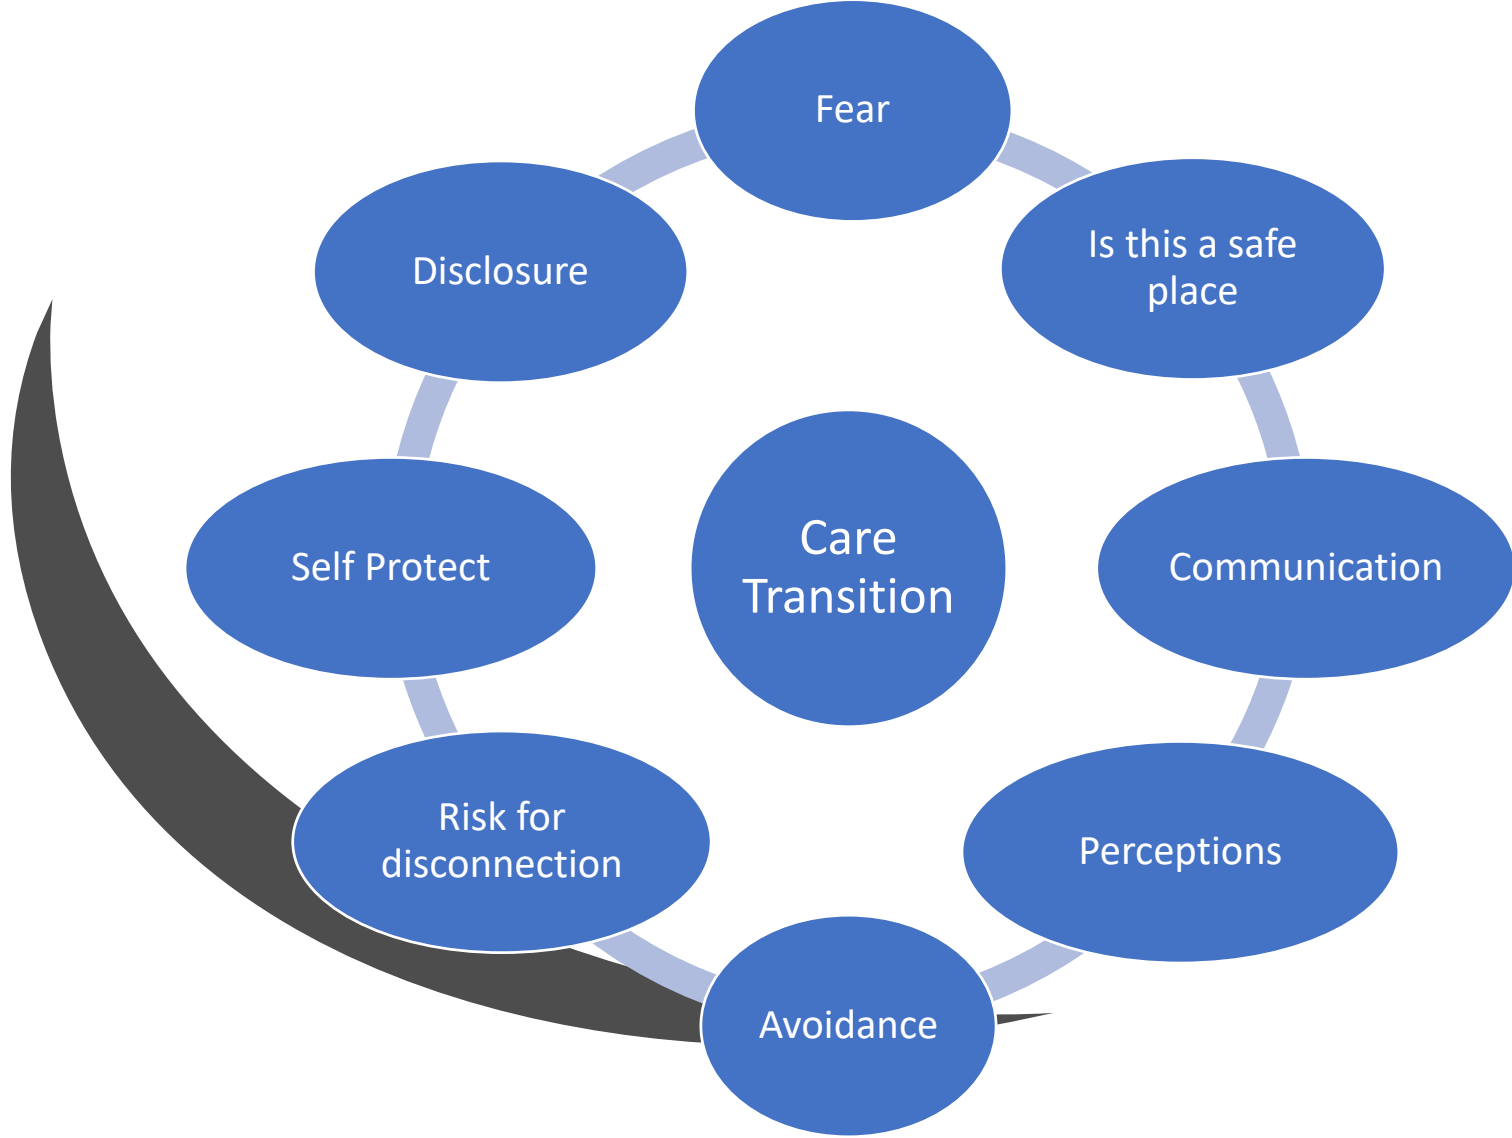 Fear
Is this a safe
place
Communication
Perceptions
Avoidance
Risk for
disconnection
Self Protect
Disclosure
Care
Transition